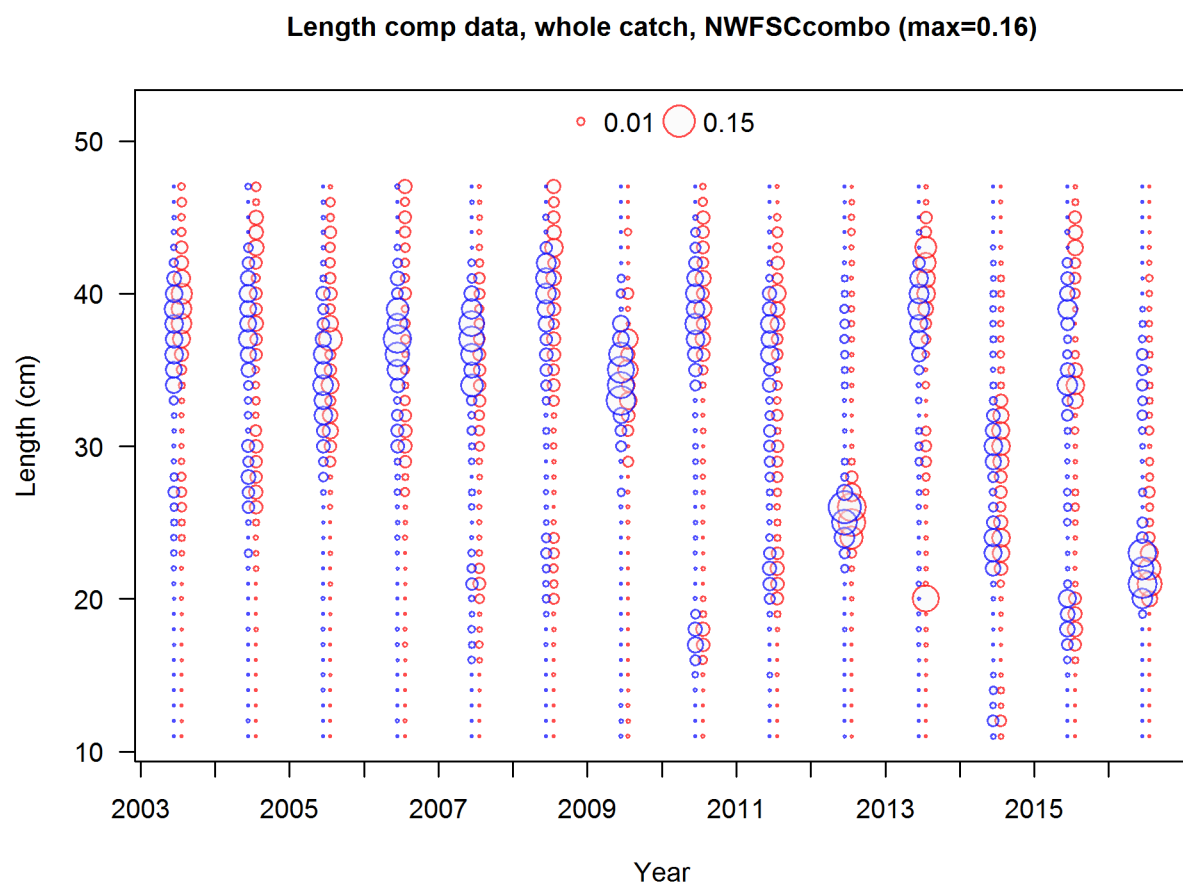 Length comp data, whole catch, NWFSCcombo (max=0.16)
0.01 0.15
50
40
30
20
10
Length (cm)
2003 2005 2007 2009 2011 2013 2015
Year